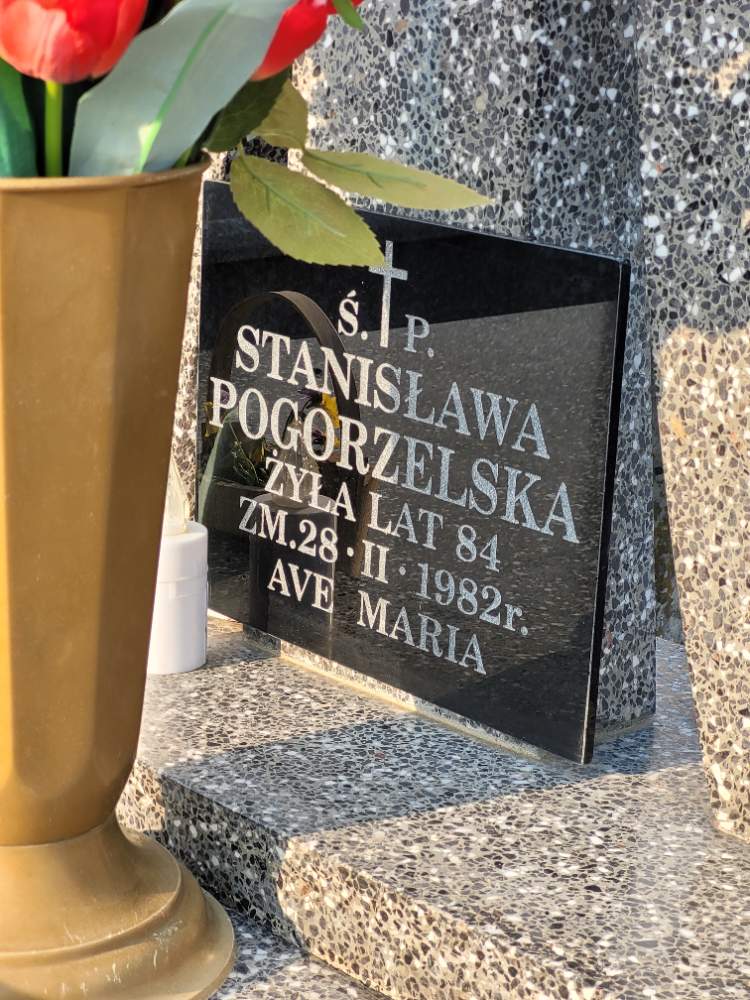 Ś. P.
STANISŁAWA
POGORZELSKA
ŻYŁA LAT 84
ZM.28·II·1982r.
AVE MARIA